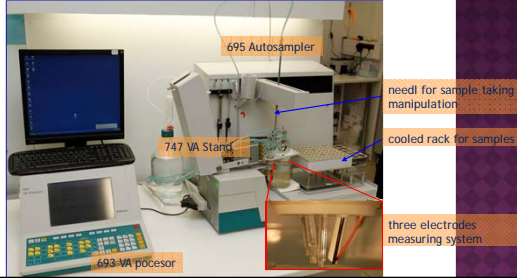 695 Autosampler
needl for sample taking
manipulation
cooled rack for samples
747 VA Stand
three electrodes
measuring system
693 VA pocesor